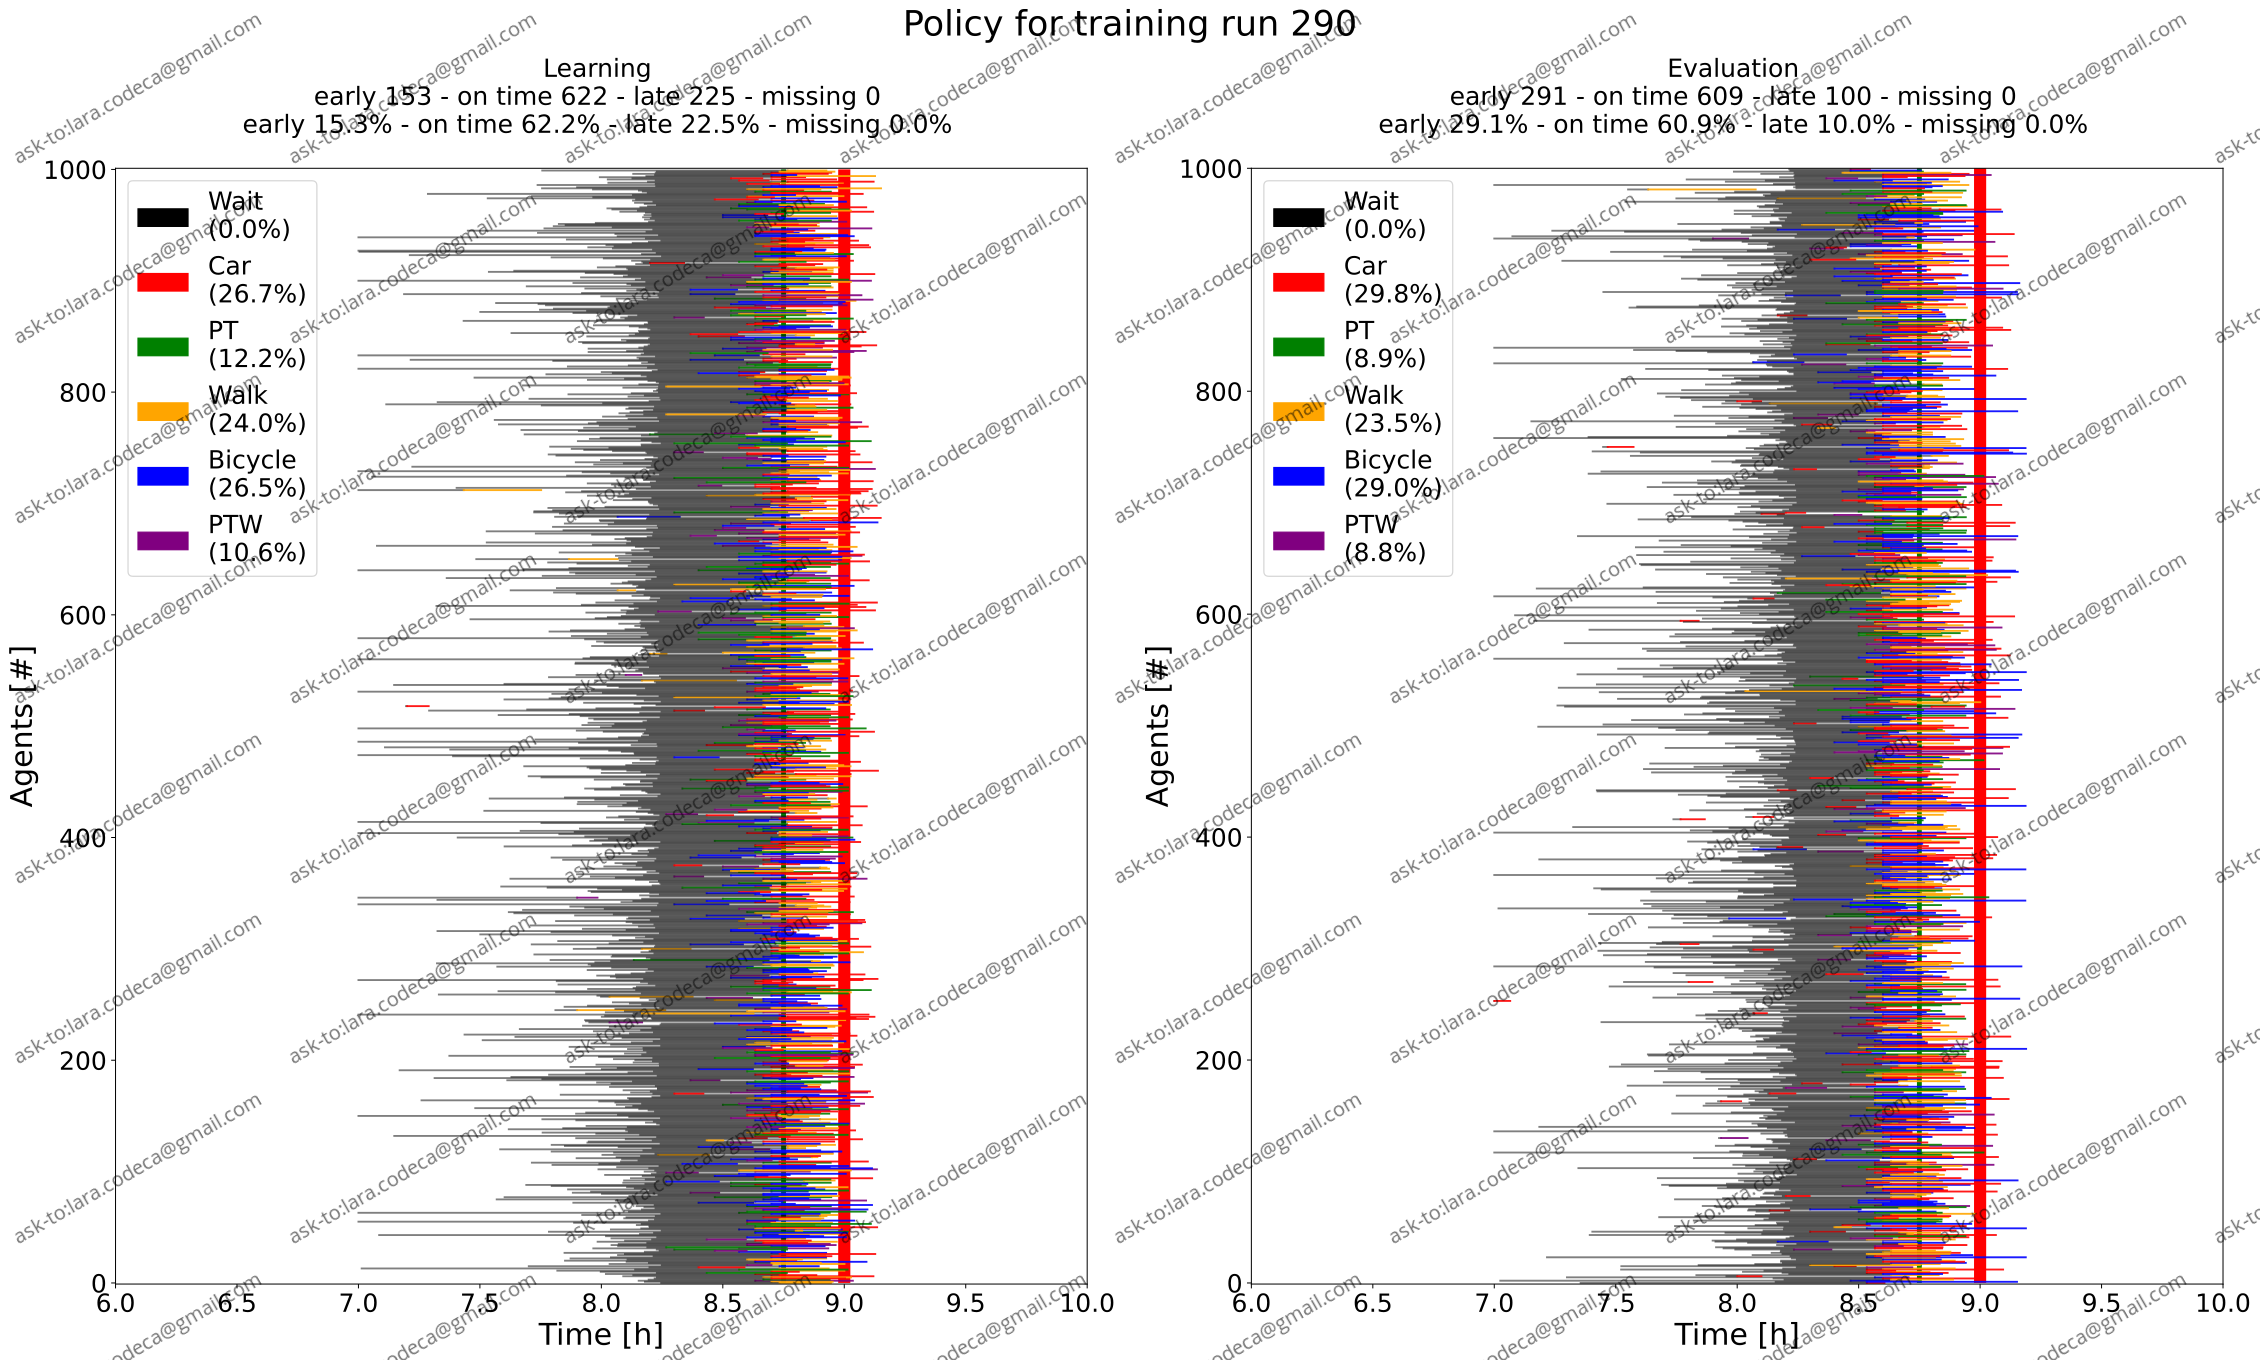 Policy for training run 290
Learning
early 153 - on time 622 - late 225 - missing 0
early 15.3% - on time 62.2% - late 22.5% - missing 0.0%
Agents [#]
1000
800
600
400
200
0
Wait
(0.0%)
Car
(26.7%)
PT
(12.2%)
Walk
(24.0%)
Bicycle
(26.5%)
PTW
(10.6%)
6.0 6.5 7.0 7.5 8.0 8.5 9.0 9.5 10.0
Time [h]
Evaluation
early 291 - on time 609 - late 100 - missing 0
early 29.1% - on time 60.9% - late 10.0% - missing 0.0%
Agents [#]
1000
800
600
400
200
0
Wait
(0.0%)
Car
(29.8%)
PT
(8.9%)
Walk
(23.5%)
Bicycle
(29.0%)
PTW
(8.8%)
6.0 6.5 7.0 7.5 8.0 8.5 9.0 9.5 10.0
Time [h]
ask-to:lara.codeca@gmail.com